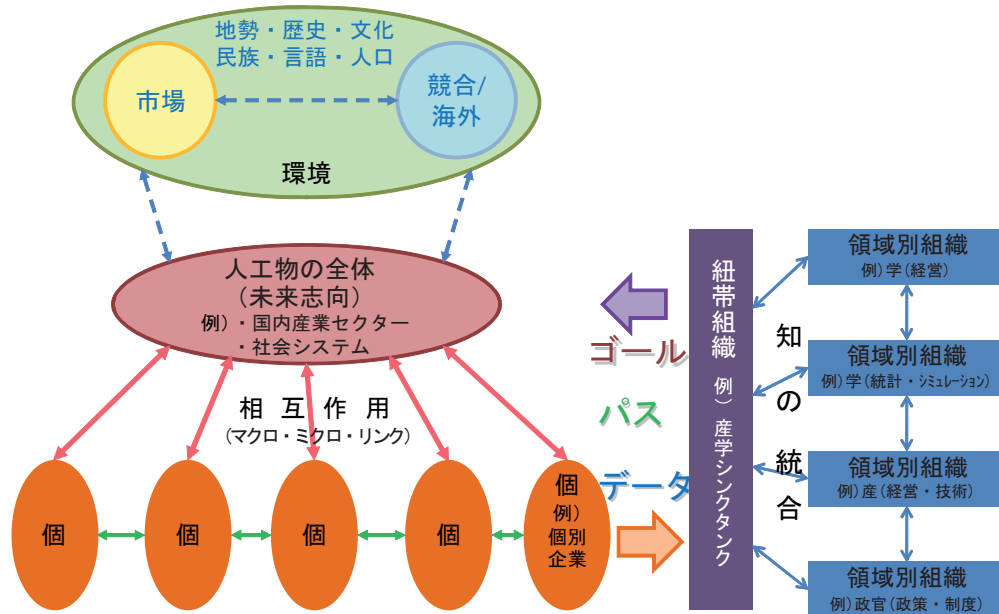 地勢・歴史・文化
民族・言語・人口
市場
競合/
海外
環境
人工物の全体
(未来志向)
例)・国内産業セクター
・社会システム
相互作用
(マクロ・ミクロ・リンク)
個
個
個
個
個
例)
個別
企業
ゴール
パス
データ
紐帯組織 例) 産学シンクタンク
知の統合
領域別組織
例)学(経営)
領域別組織
例)学(統計・シミュレーション)
領域別組織
例)産(経営・技術)
領域別組織
例)政官(政策・制度)